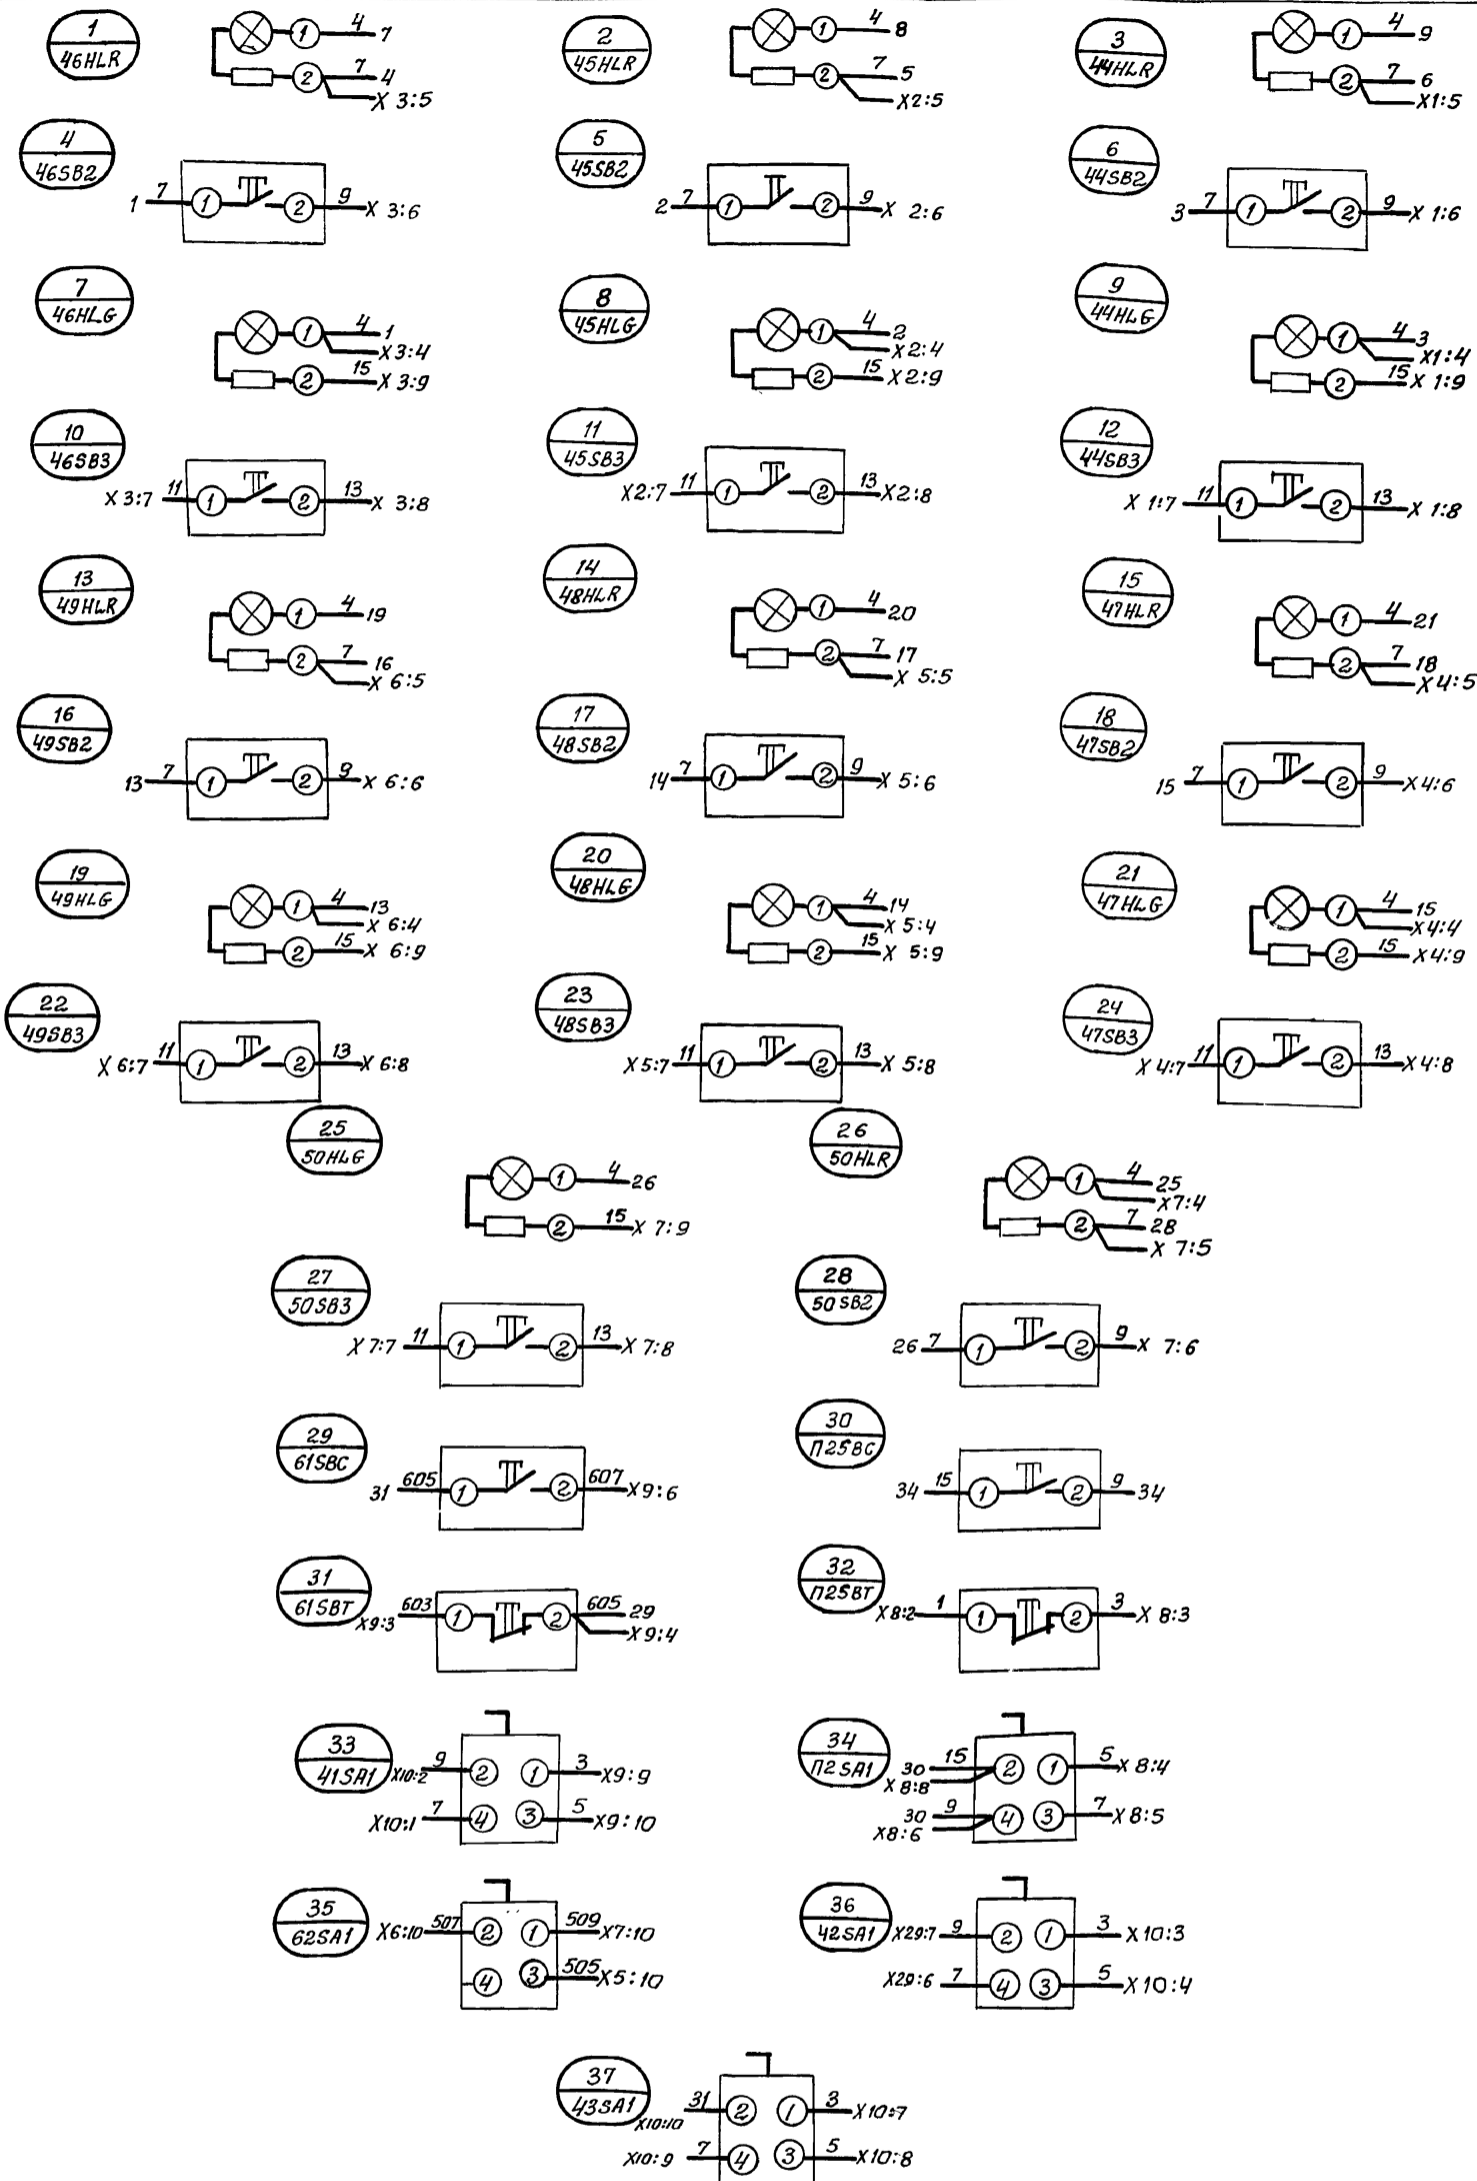 1
46HLR
1 4 7
2 7 4
X 3:5
2
45HLR
1 4 8
2 7 5
X2:5
3
44HLR
1 4 9
2 7 6
X1:5
4
46SB2
1 7 1 2 9 X 3:6
5
45SB2
2 7 1 2 9 X 2:6
6
44SB2
3 7 1 2 9 X 1:6
7
46HLG
1 4 1
X3:4
2 15 X 3:9
8
45HLG
1 4 2
X2:4
2 15 X2:9
9
44HLG
1 4 3
X1:4
2 15 X 1:9
10
46SB3
X 3:7 11 1 2 13 X 3:8
11
45SB3
X2:7 11 1 2 13 X2:8
12
44SB3
X 1:7 11 1 2 13 X 1:8
13
49HLR
1 4 19
2 7 16
X 6:5
14
48HLR
1 4 20
2 7 17
X 5:5
15
47HLR
1 4 21
2 7 18
X4:5
16
49SB2
13 7 1 2 9 X 6:6
17
48SB2
14 7 1 2 9 X 5:6
18
47SB2
15 7 1 2 9 X4:6
19
49HLG
1 4 13
X 6:4
2 15 X 6:9
20
48HLG
1 4 14
X 5:4
2 15 X 5:9
21
47HLG
1 4 15
X4:4
2 15 X4:9
22
49SB3
X 6:7 11 1 2 13 X 6:8
23
48SB3
X5:7 11 1 2 13 X 5:8
24
47SB3
X 4:7 11 1 2 13 X4:8
25
50HLG
1 4 26
2 15 X 7:9
26
50HLR
1 4 25
X7:4
2 7 28
X 7:5
27
50SB3
X 7:7 11 1 2 13 X 7:8
28
50SB2
26 7 1 2 9 X 7:6
29
61SBC
31 605 1 2 607 X9:6
30
П2SBC
34 15 1 2 9 34
31
61SBT
X9:3 603 1 2 605 29
X9:4
32
П2SBT
X8:2 1 1 2 3 X 8:3
33
41SA1
X10:2 9 2 1 3 X9:9
X10:1 7 4 3 5 X9:10
34
П2SA1
30 15 2 1 5 X 8:4
X 8:8
30 9 4 3 7 X 8:5
X8:6
35
62SA1
X6:10 507 2 1 509 X7:10
4 3 505 X5:10
36
42SA1
X29:7 9 2 1 3 X 10:3
X29:6 7 4 3 5 X10:4
37
43SA1
X10:10 31 2 1 3 X10:7
X10:9 7 4 3 5 X10:8